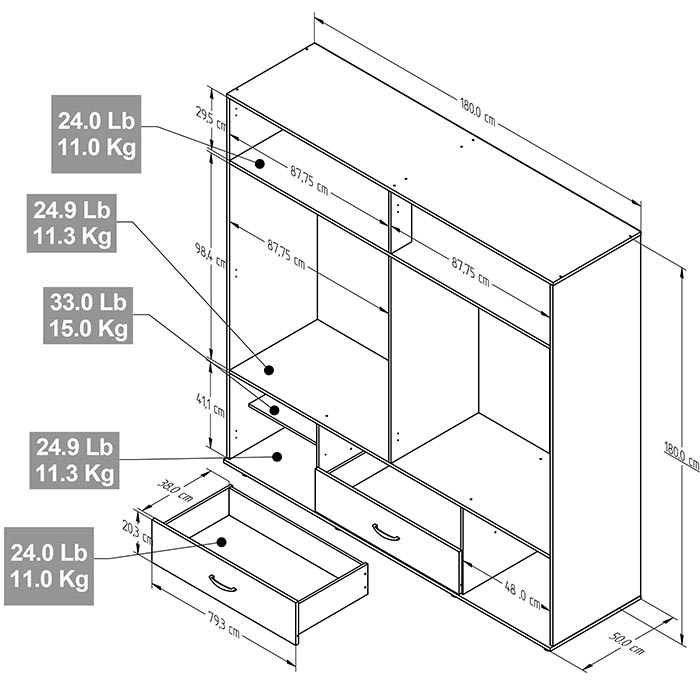 180.0 cm
29,5 cm
24.0 Lb
11.0 Kg
87,75 cm
24.9 Lb
11.3 Kg
98,4 cm
87,75 cm
87,75 cm
33.0 Lb
15.0 Kg
41,1 cm
180.0 cm
24.9 Lb
11.3 Kg
38.0 cm
20,3 cm
24.0 Lb
11.0 Kg
48 .0 cm
79,3 cm
50.0 cm